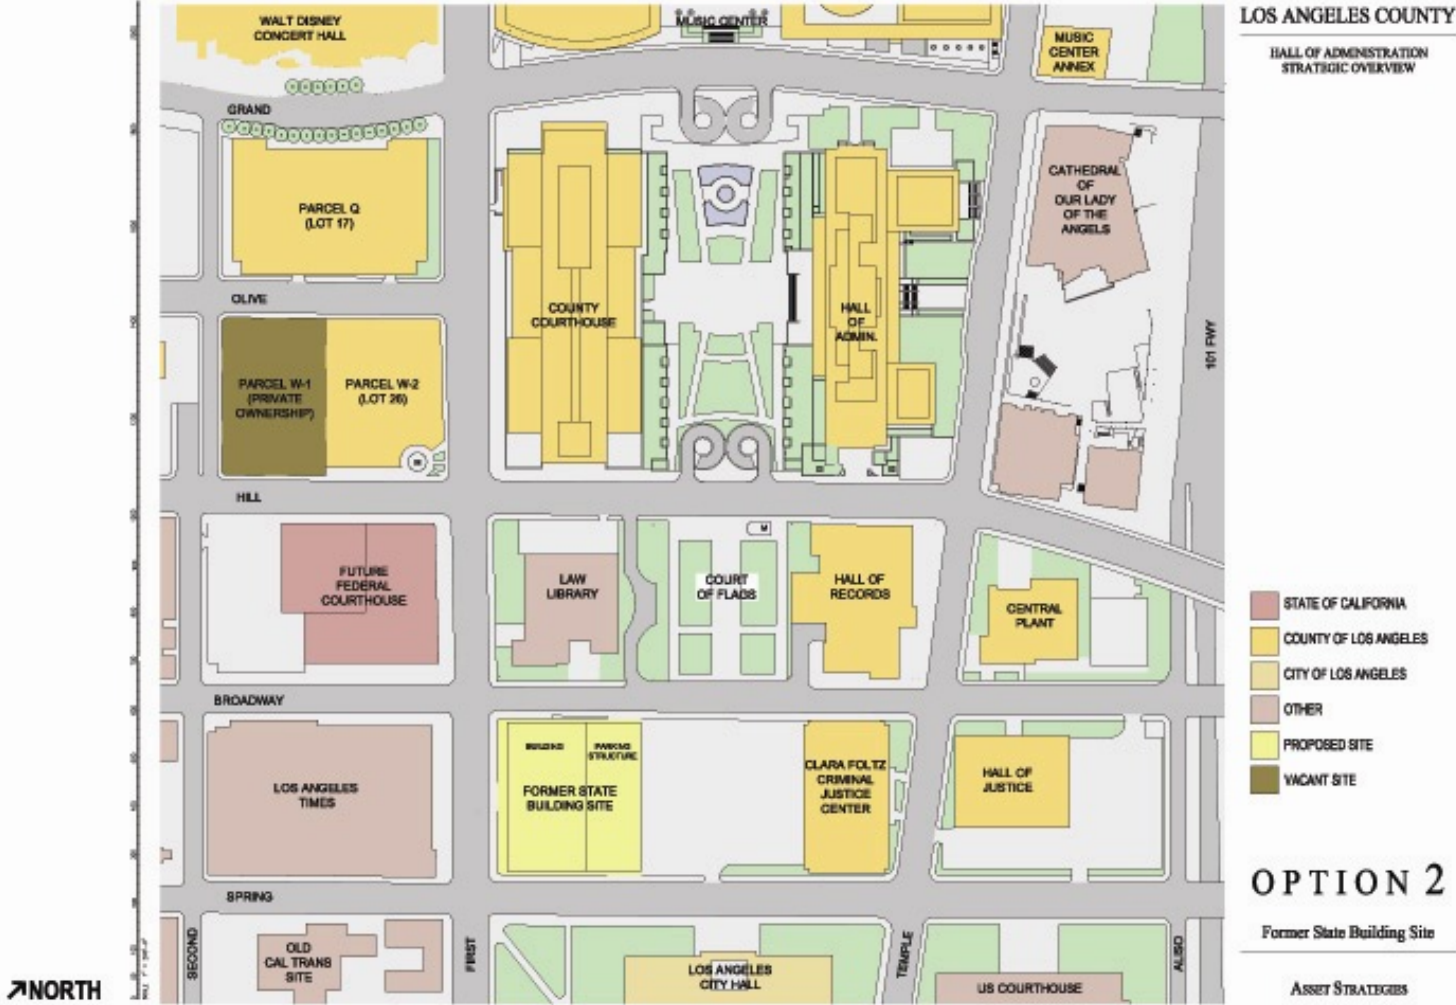 WALT DISNEY
CONCERT HALL
MUSIC CENTER
MUSIC
CENTER
ANNEX
LOS ANGELES COUNTY
HALL OF ADMINISTRATION
STRATEGIC OVERVIEW
GRAND
PARCEL Q
(LOT 17)
CATHEDRAL
OF
OUR LADY
OF THE
ANGELS
OLIVE
COUNTY
COURTHOUSE
HALL
OF
ADMIN.
101 FWY
PARCEL W-1
(PRIVATE
OWNERSHIP)
PARCEL W-2
(LOT 26)
HILL
M
FUTURE
FEDERAL
COURTHOUSE
LAW
LIBRARY
COURT
OF FLAGS
HALL OF
RECORDS
CENTRAL
PLANT
STATE OF CALIFORNIA
COUNTY OF LOS ANGELES
CITY OF LOS ANGELES
OTHER
PROPOSED SITE
VACANT SITE
BROADWAY
LOS ANGELES
TIMES
BUILDING
PARKING
STRUCTURE
FORMER STATE
BUILDING SITE
CLARA FOLTZ
CRIMINAL
JUSTICE
CENTER
HALL OF
JUSTICE
SPRING
OPTION 2
Former State Building Site
SECOND
OLD
CAL TRANS
SITE
FIRST
LOS ANGELES
CITY HALL
TEMPLE
US COURTHOUSE
ALISO
NORTH
ASSET STRATEGIES